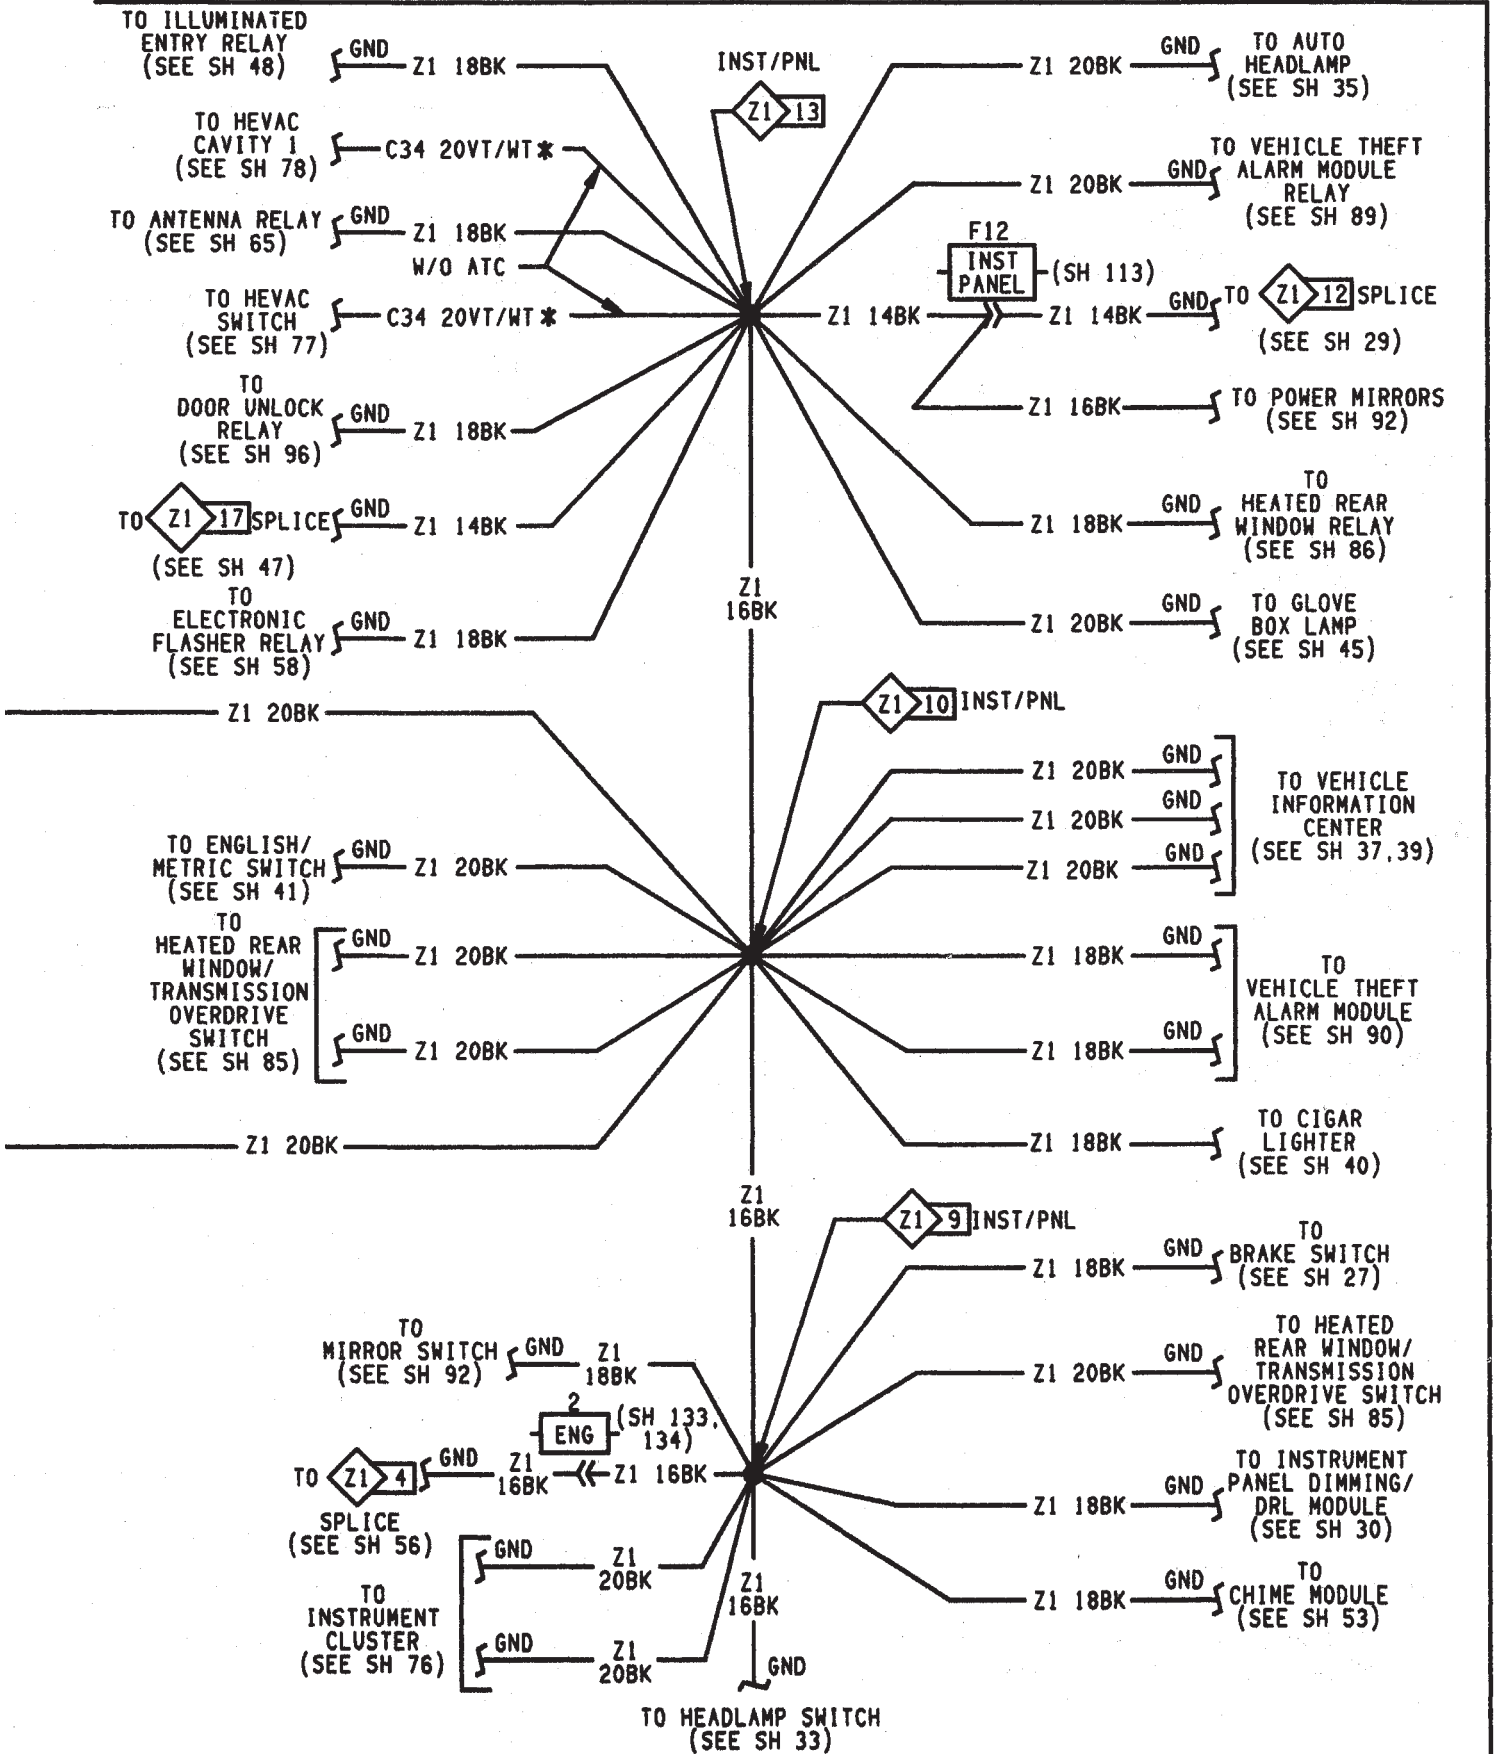 TO ILLUMINATED
ENTRY RELAY
(SEE SH 48)
GND
Z1 18BK
TO HEVAC
CAVITY 1
(SEE SH 78)
C34 20VT/WT*
TO ANTENNA RELAY
(SEE SH 65)
GND
Z1 18BK
W/O ATC
TO HEVAC
SWITCH
(SEE SH 77)
C34 20VT/WT*
TO
DOOR UNLOCK
RELAY
(SEE SH 96)
GND
Z1 18BK
TO Z1 17 SPLICE
(SEE SH 47)
GND
Z1 14BK
TO
ELECTRONIC
FLASHER RELAY
(SEE SH 58)
GND
Z1 18BK
INST/PNL
Z1 13
GND
Z1 20BK
TO AUTO
HEADLAMP
(SEE SH 35)
GND
Z1 20BK
TO VEHICLE THEFT
ALARM MODULE
RELAY
(SEE SH 89)
F12
INST
PANEL
(SH 113)
Z1 14BK
Z1 14BK
GND
TO Z1 12 SPLICE
(SEE SH 29)
Z1 16BK
TO POWER MIRRORS
(SEE SH 92)
Z1 18BK
GND
TO
HEATED REAR
WINDOW RELAY
(SEE SH 86)
Z1 20BK
GND
TO GLOVE
BOX LAMP
(SEE SH 45)
Z1
16BK
Z1 20BK
Z1 10 INST/PNL
TO ENGLISH/
METRIC SWITCH
(SEE SH 41)
GND
Z1 20BK
TO
HEATED REAR
WINDOW/
TRANSMISSION
OVERDRIVE
SWITCH
(SEE SH 85)
GND
Z1 20BK
GND
Z1 20BK
Z1 20BK
Z1 20BK
GND
Z1 20BK
GND
Z1 20BK
GND
TO VEHICLE
INFORMATION
CENTER
(SEE SH 37,39)
Z1 18BK
GND
Z1 18BK
GND
TO
VEHICLE THEFT
ALARM MODULE
(SEE SH 90)
Z1 18BK
TO CIGAR
LIGHTER
(SEE SH 40)
Z1
16BK
Z1 9 INST/PNL
TO
MIRROR SWITCH
(SEE SH 92)
GND
Z1
18BK
2
ENG
(SH 133,
134)
TO Z1 4
SPLICE
(SEE SH 56)
GND
Z1
16BK
Z1 16BK
TO
INSTRUMENT
CLUSTER
(SEE SH 76)
GND
Z1
20BK
GND
Z1
20BK
Z1 18BK
GND
TO
BRAKE SWITCH
(SEE SH 27)
Z1 20BK
GND
TO HEATED
REAR WINDOW/
TRANSMISSION
OVERDRIVE SWITCH
(SEE SH 85)
Z1 18BK
GND
TO INSTRUMENT
PANEL DIMMING/
DRL MODULE
(SEE SH 30)
Z1 18BK
GND
TO
CHIME MODULE
(SEE SH 53)
Z1
16BK
GND
TO HEADLAMP SWITCH
(SEE SH 33)